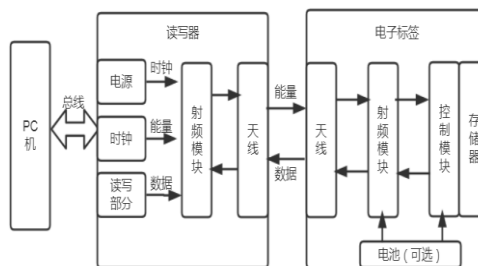 读写器
电子标签
PC
机
总线
电源
时钟
时钟
能量
读写
部分
数据
射频模块
天线
能量
数据
天线
射频模块
控制模块
存储器
电池（可选）